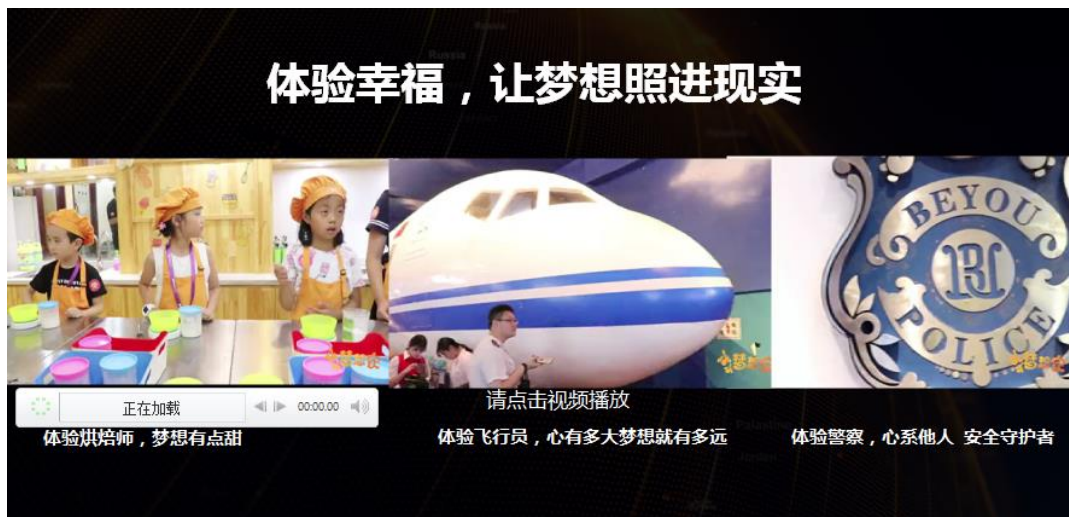 体验幸福，让梦想照进现实
BEYOU
POLICE
正在加载
00:00.00
请点击视频播放
体验烘焙师，梦想有点甜
体验飞行员，心有多大梦想就有多远
体验警察，心系他人 安全守护者